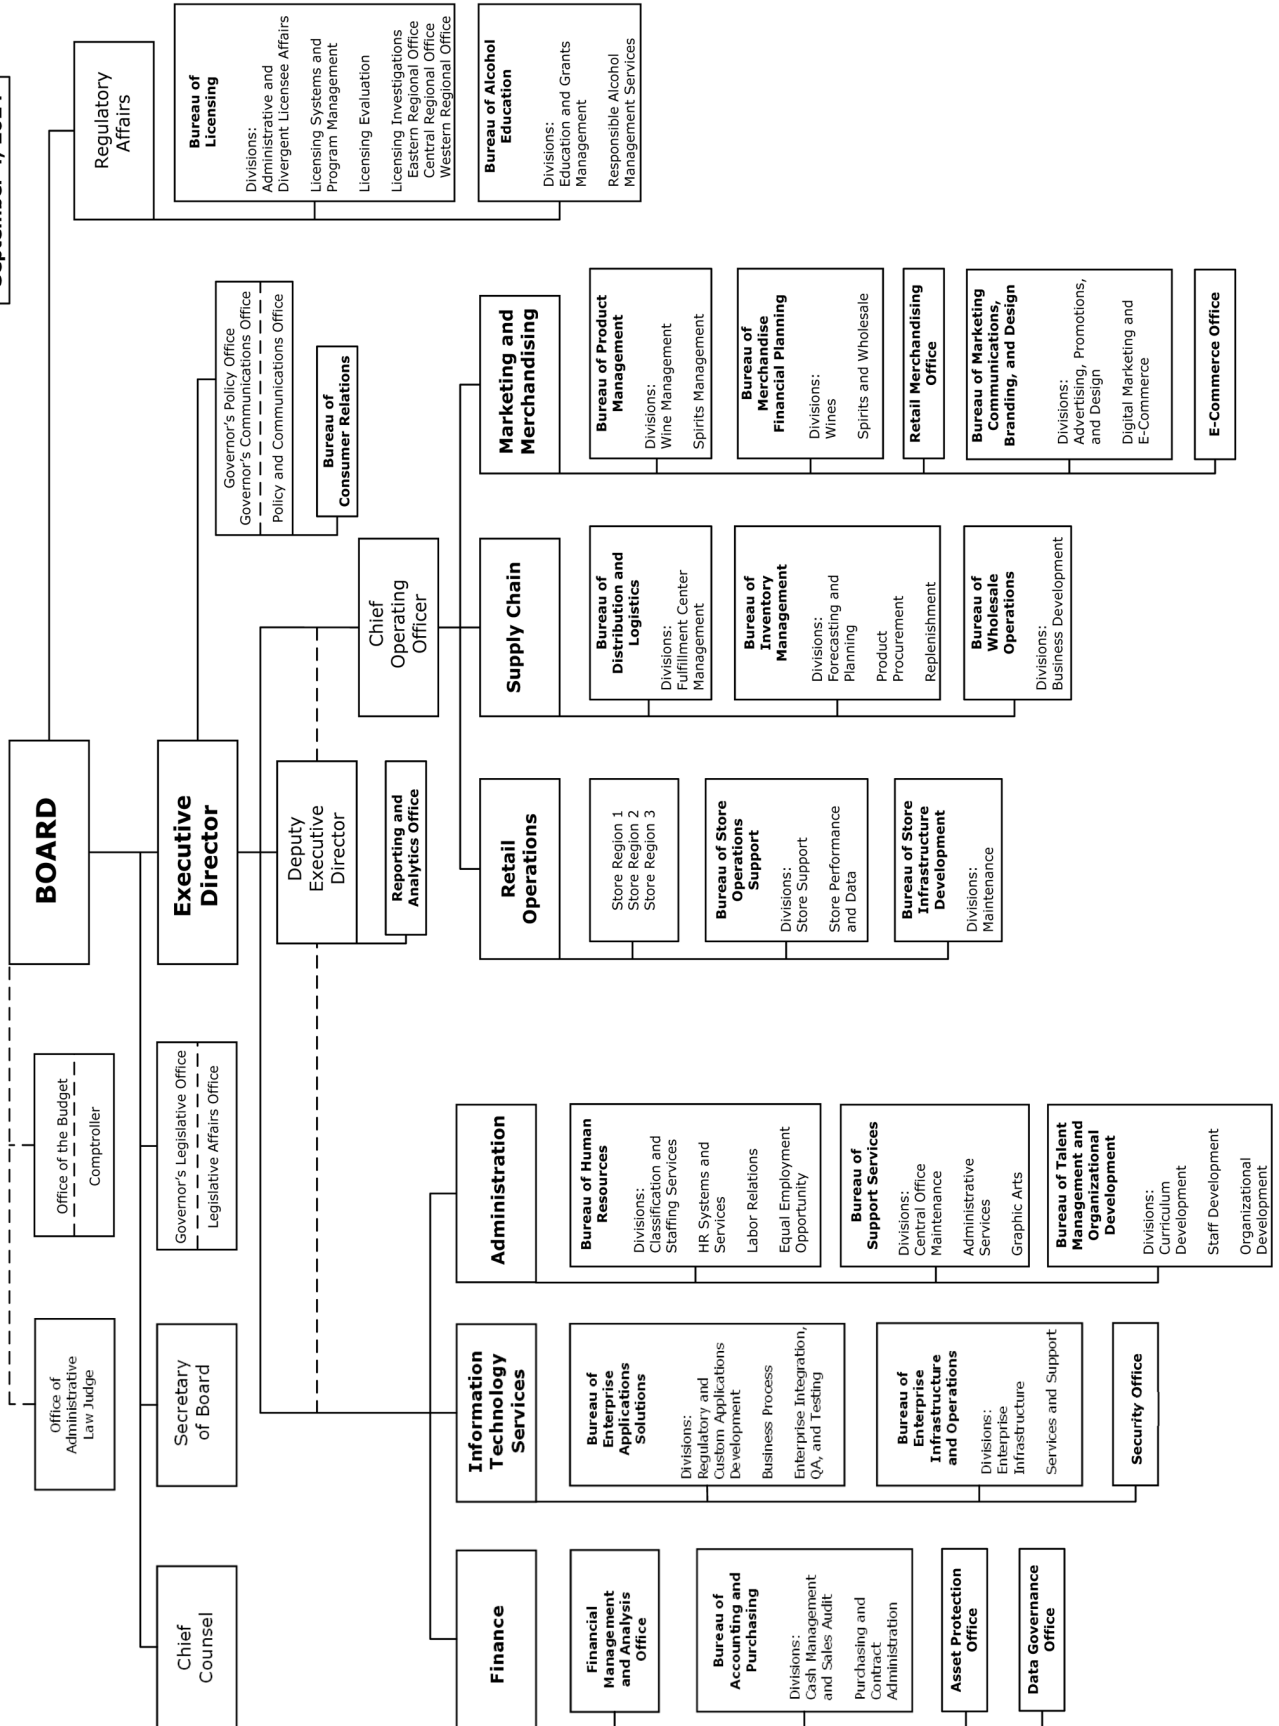 BOARD
Office of
Administrative
Law Judge
Office of the Budget
Comptroller
Regulatory
Affairs
Chief
Counsel
Secretary
of Board
Governor's Legislative Office
Legislative Affairs Office
Executive
Director
Governor's Policy Office
Governor's Communications Office
Policy and Communications Office
Bureau of
Consumer Relations
Bureau of
Licensing
Divisions:
Administrative and
Divergent Licensee Affairs
Licensing Systems and
Program Management
Licensing Evaluation
Licensing Investigations
Eastern Regional Office
Central Regional Office
Western Regional Office
Bureau of Alcohol
Education
Divisions:
Education and Grants
Management
Responsible Alcohol
Management Services
Deputy
Executive
Director
Reporting and
Analytics Office
Chief
Operating
Officer
Finance
Financial
Management
and Analysis
Office
Bureau of
Accounting and
Purchasing
Divisions:
Cash Management
and Sales Audit
Purchasing and
Contract
Administration
Asset Protection
Office
Data Governance
Office
Information
Technology
Services
Bureau of
Enterprise
Applications
Solutions
Divisions:
Regulatory and
Custom Applications
Development
Business Process
Enterprise Integration,
QA, and Testing
Bureau of
Enterprise
Infrastructure
and Operations
Divisions:
Enterprise
Infrastructure
Services and Support
Security Office
Administration
Bureau of Human
Resources
Divisions:
Classification and
Staffing Services
HR Systems and
Services
Labor Relations
Equal Employment
Opportunity
Bureau of
Support Services
Divisions:
Central Office
Maintenance
Administrative
Services
Graphic Arts
Bureau of Talent
Management and
Organizational
Development
Divisions:
Curriculum
Development
Staff Development
Organizational
Development
Retail
Operations
Store Region 1
Store Region 2
Store Region 3
Bureau of Store
Operations
Support
Divisions:
Store Support
Store Performance
and Data
Bureau of Store
Infrastructure
Development
Divisions:
Maintenance
Supply Chain
Bureau of
Distribution and
Logistics
Divisions:
Fulfillment Center
Management
Bureau of
Inventory
Management
Divisions:
Forecasting and
Planning
Product
Procurement
Replenishment
Bureau of
Wholesale
Operations
Divisions:
Business Development
Marketing and
Merchandising
Bureau of Product
Management
Divisions:
Wine Management
Spirits Management
Bureau of
Merchandise
Financial Planning
Divisions:
Wines
Spirits and Wholesale
Retail Merchandising
Office
Bureau of Marketing
Communications,
Branding, and Design
Divisions:
Advertising, Promotions,
and Design
Digital Marketing and
E-Commerce
E-Commerce Office